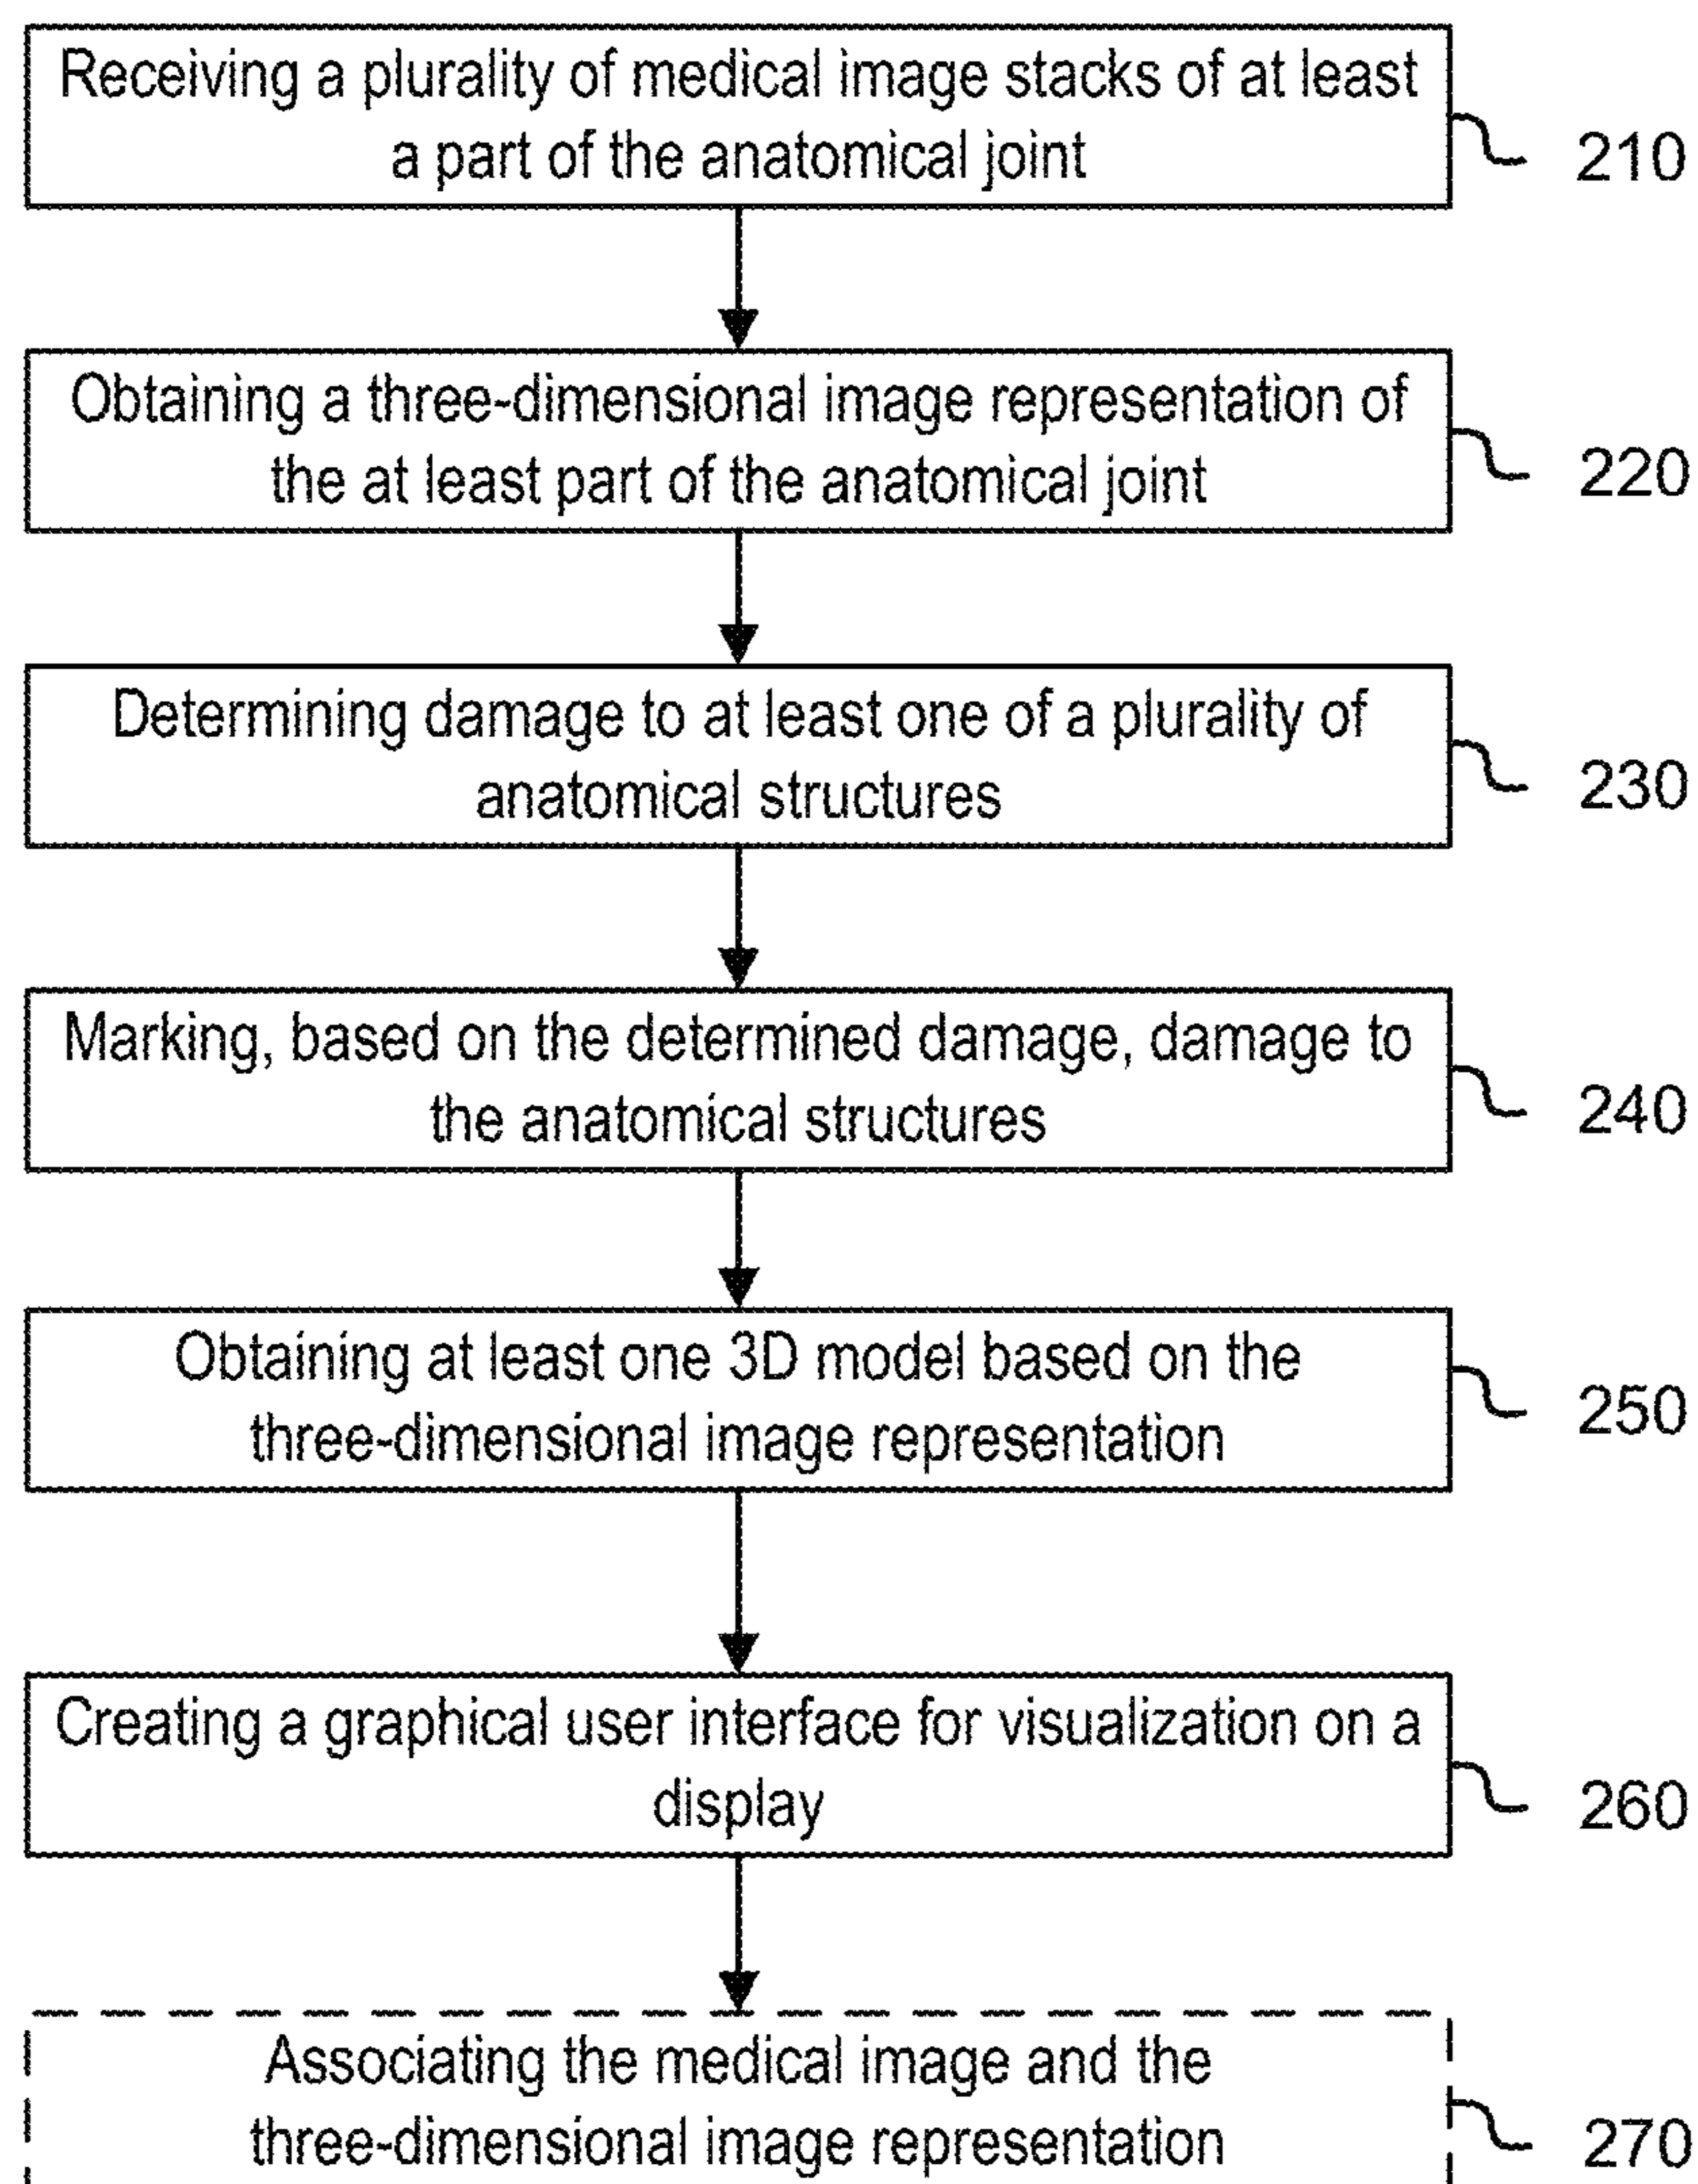 Receiving a plurality of medical image stacks of at least
a part of the anatomical joint
210
Obtaining a three-dimensional image representation of
the at least part of the anatomical joint
220
Determining damage to at least one of a plurality of
anatomical structures
230
Marking, based on the determined damage, damage to
the anatomical structures
240
Obtaining at least one 3D model based on the
three-dimensional image representation
250
Creating a graphical user interface for visualization on a
display
260
Associating the medical image and the
three-dimensional image representation
270